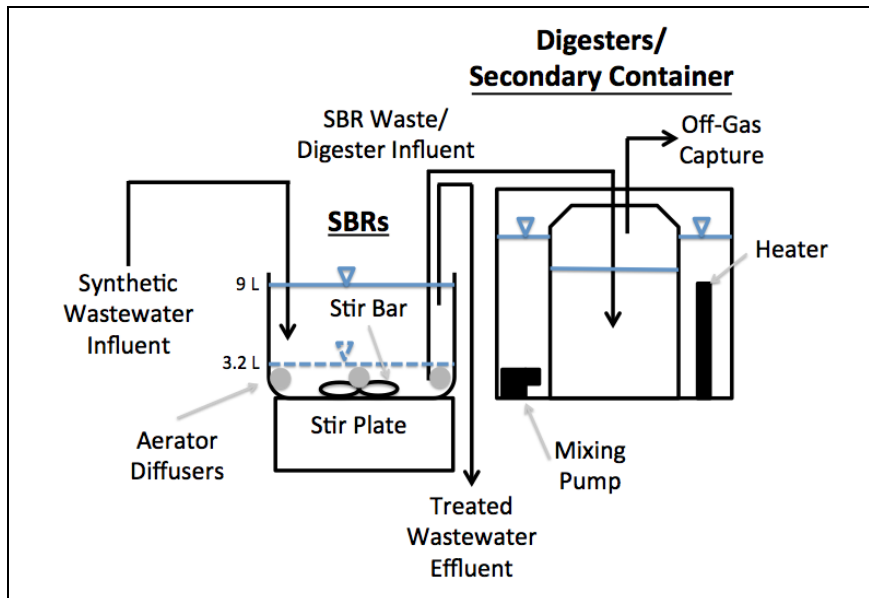 Digesters/
Secondary Container
SBR Waste/
Digester Influent
Off-Gas
Capture
SBRs
Heater
Synthetic
Wastewater
Influent
9 L
Stir Bar
3.2 L
Stir Plate
Aerator
Diffusers
Mixing
Pump
Treated
Wastewater
Effluent